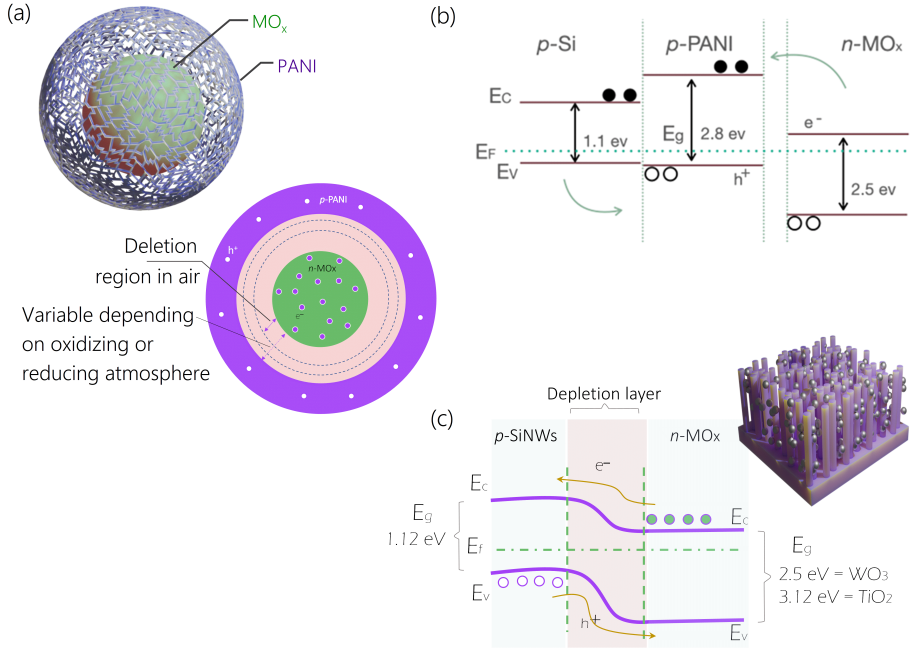 (a)
MOx
PANI
p-PANI
h+
n-MOx
e-
Deletion
region in air
Variable depending
on oxidizing or
reducing atmosphere
(b)
p-Si
p-PANI
n-MOx
EC
EF
EV
1.1 ev
Eg
2.8 ev
h+
e-
2.5 ev
(c)
Depletion layer
p-SiNWs
n-MOx
e-
Ec
Eg
1.12 eV
Ef
Ev
h+
Ec
Eg
2.5 eV = WO3
3.12 eV = TiO2
Ev